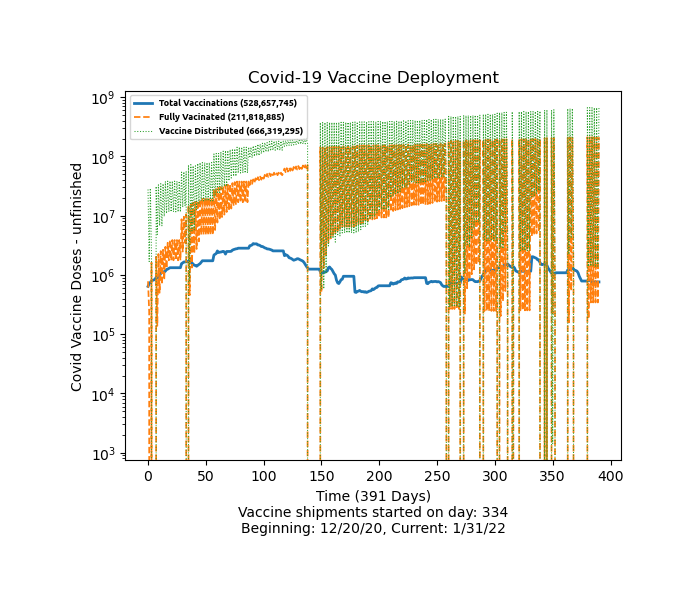 Covid-19 Vaccine Deployment
Total Vaccinations (528,657,745)
Fully Vacinated (211,818,885)
Vaccine Distributed (666,319,295)
Covid Vaccine Doses - unfinished
10⁹
10⁸
10⁷
10⁶
10⁵
10⁴
10³
0 50 100 150 200 250 300 350 400
Time (391 Days)
Vaccine shipments started on day: 334
Beginning: 12/20/20, Current: 1/31/22